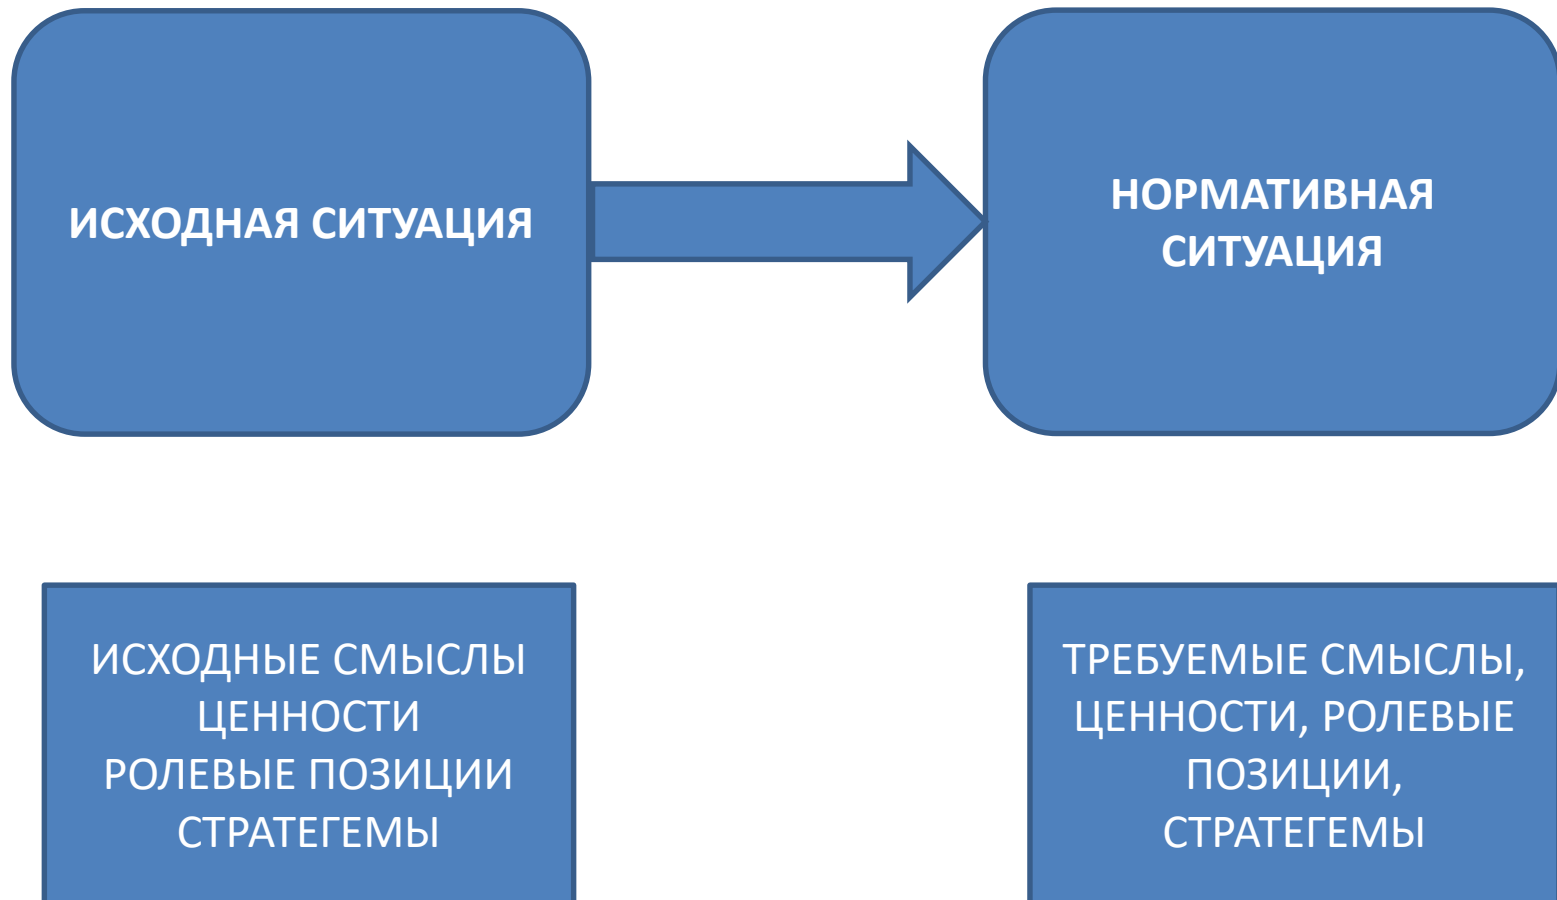 ИСХОДНАЯ СИТУАЦИЯ
НОРМАТИВНАЯ
СИТУАЦИЯ
ИСХОДНЫЕ СМЫСЛЫ
ЦЕННОСТИ
РОЛЕВЫЕ ПОЗИЦИИ
СТРАТЕГЕМЫ
ТРЕБУЕМЫЕ СМЫСЛЫ,
ЦЕННОСТИ, РОЛЕВЫЕ
ПОЗИЦИИ,
СТРАТЕГЕМЫ